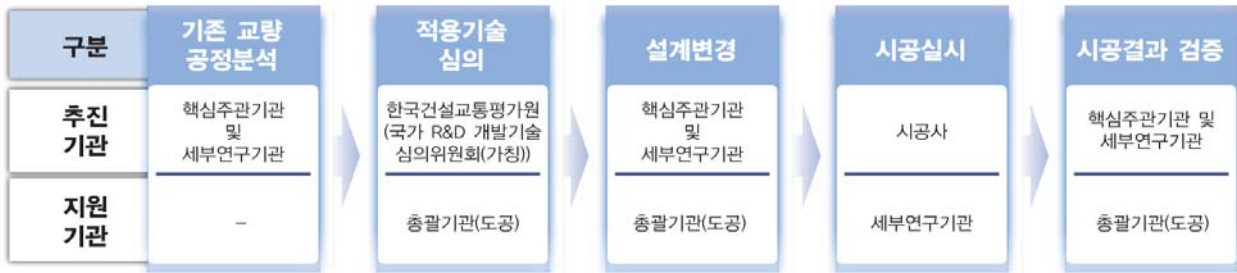 구분
기존 교량
공정분석
적용기술
심의
설계변경
시공실시
시공결과 검증
추진
기관
핵심주관기관
및
세부연구기관
한국건설교통평가원
(국가 R&D 개발기술
심의위원회(가칭))
핵심주관기관
및
세부연구기관
시공사
핵심주관기관 및
세부연구기관
지원
기관
-
총괄기관(도공)
총괄기관(도공)
세부연구기관
총괄기관(도공)